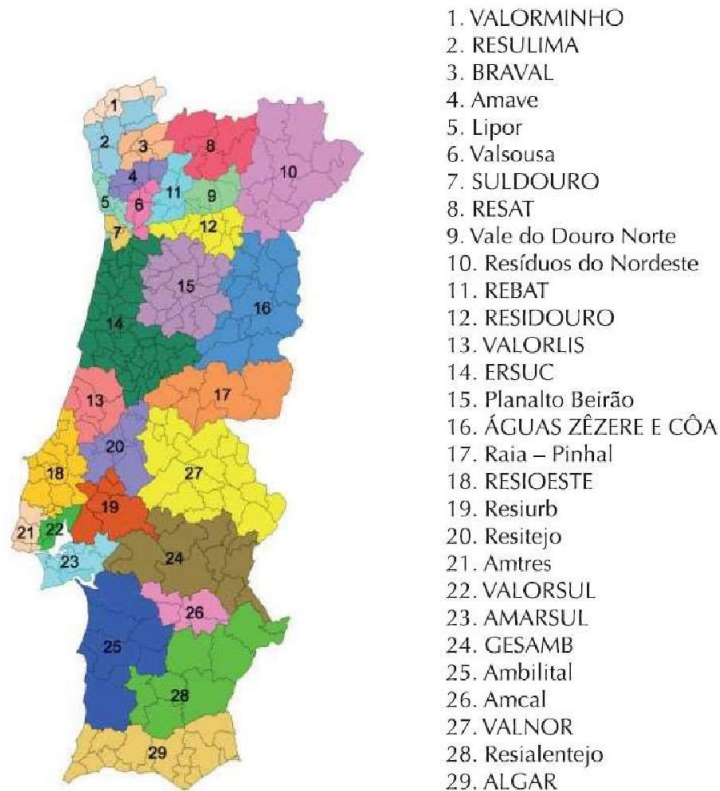 1. VALORMINHO
2. RESULIMA
3. BRAVAL
4. Amave
5. Lipor
6. Valsousa
7. SULDOURO
8. RESAT
9. Vale do Douro Norte
10. Resíduos do Nordeste
11. REBAT
12. RESIDOURO
13. VALORLIS
14. ERSUC
15. Planalto Beirão
16. ÁGUAS ZÊZERE E CÔA
17. Raia – Pinhal
18. RESIOESTE
19. Resiurb
20. Resitejo
21. Amtres
22. VALORSUL
23. AMARSUL
24. GESAMB
25. Ambilital
26. Amcal
27. VALNOR
28. Resialentejo
29. ALGAR
1
2
3
8
10
4
11
9
5
6
7
12
15
16
14
17
13
20
27
18
19
22
21
23
24
26
25
28
29